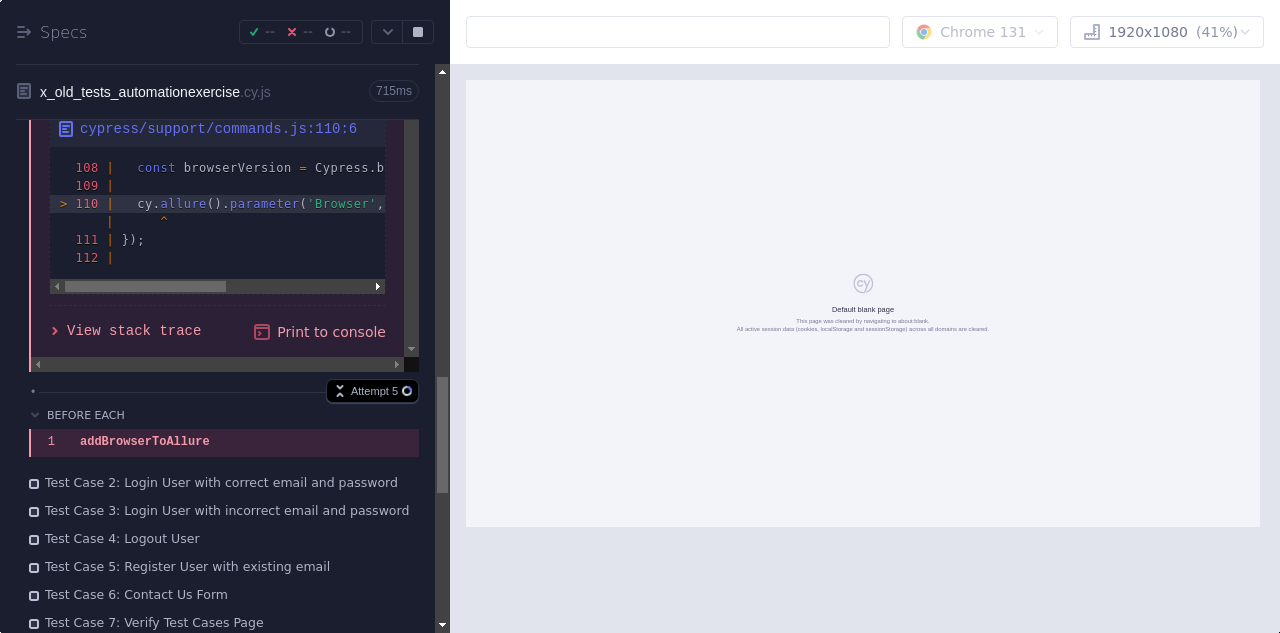 Specs
-- -- --
Chrome 131
1920x1080 (41%)
x_old_tests_automationexercise.cy.js 715ms
cypress/support/commands.js:110:6
108 | const browserVersion = Cypress.b
109 |
> 110 | cy.allure().parameter('Browser',
| ^
111 | });
112 |
View stack trace
Print to console
Attempt 5
BEFORE EACH
1 addBrowserToAllure
Test Case 2: Login User with correct email and password
Test Case 3: Login User with incorrect email and password
Test Case 4: Logout User
Test Case 5: Register User with existing email
Test Case 6: Contact Us Form
Test Case 7: Verify Test Cases Page
cy
Default blank page
This page was cleared by navigating to about:blank.
All active session data (cookies, localStorage and sessionStorage) across all domains are cleared.